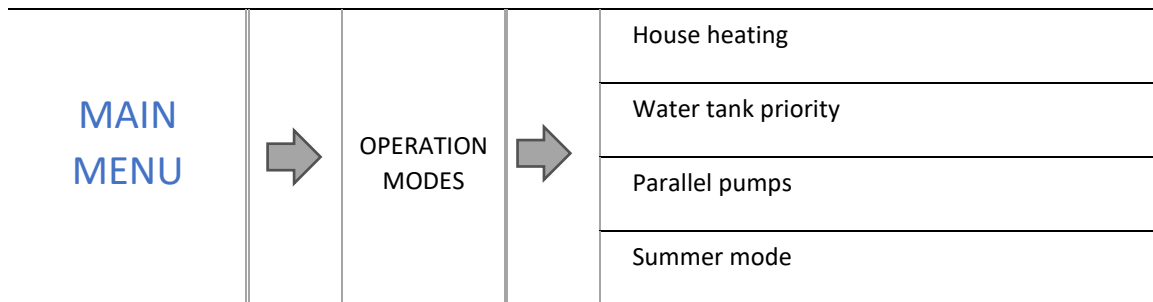 MAIN
MENU
OPERATION
MODES
House heating
Water tank priority
Parallel pumps
Summer mode